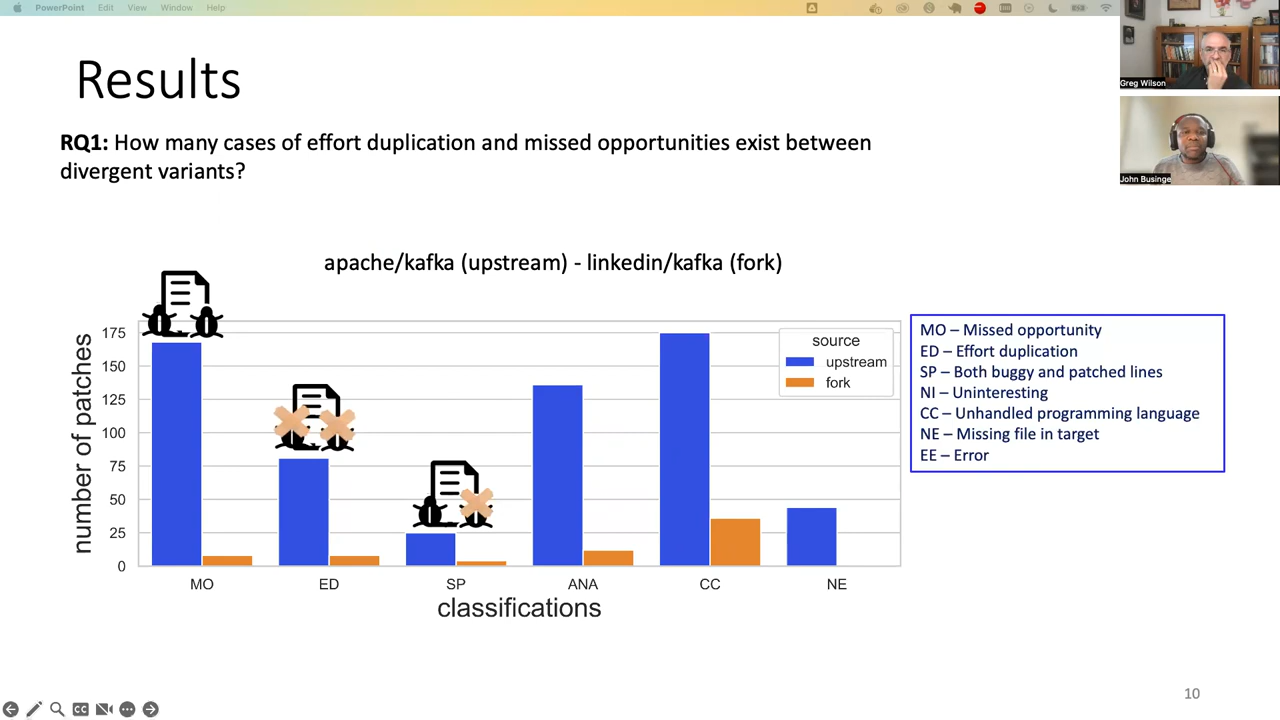 PowerPoint Edit View Window Help
Results
Greg Wilson
John Businge
RQ1: How many cases of effort duplication and missed opportunities exist between
divergent variants?
apache/kafka (upstream) - linkedin/kafka (fork)
number of patches
175
150
125
100
75
50
25
0
MO ED SP ANA CC NE
classifications
source
upstream
fork
MO – Missed opportunity
ED – Effort duplication
SP – Both buggy and patched lines
NI – Uninteresting
CC – Unhandled programming language
NE – Missing file in target
EE – Error
10
CC